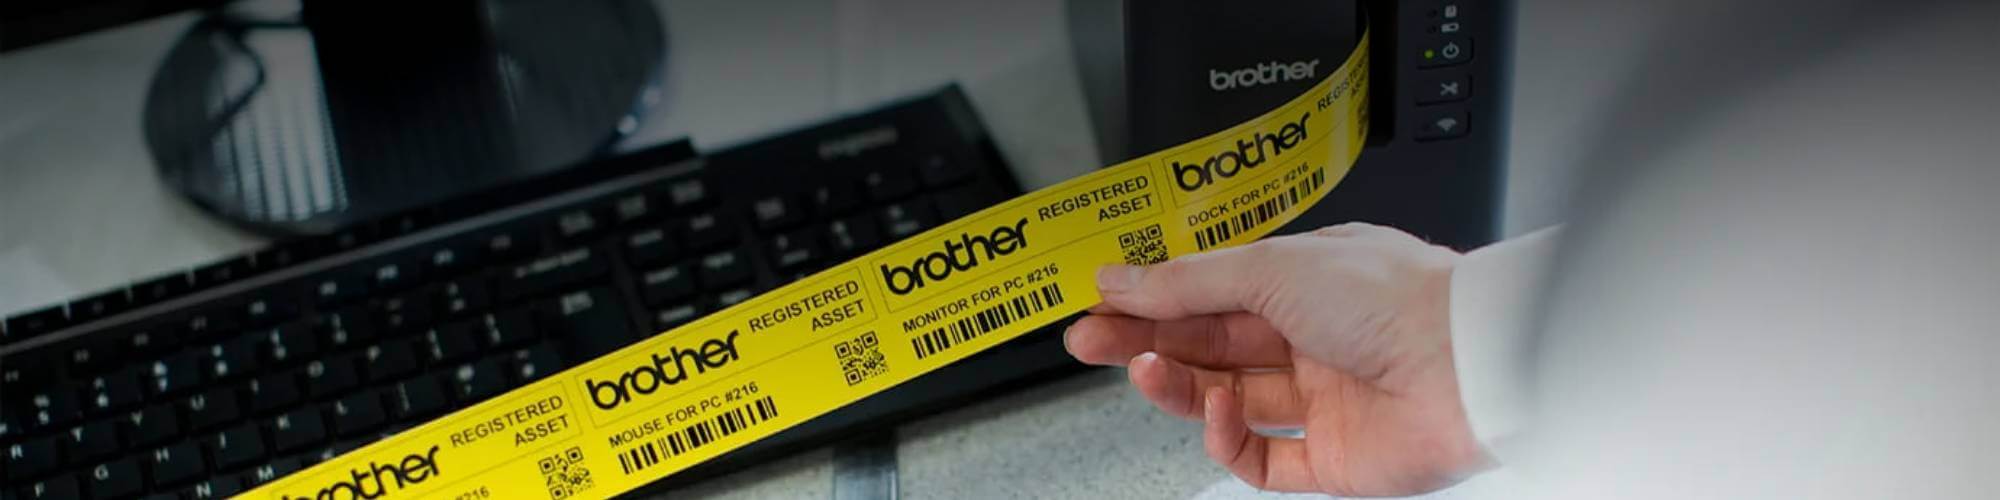 brother
REGISTERED
brother
REGISTERED
ASSET
DOCK FOR PC #216
brother
REGISTERED
ASSET
MONITOR FOR PC #216
brother
REGISTERED
ASSET
MOUSE FOR PC #216
brother
#216
R
T
Y
U
G
H
J
K
L
N
M